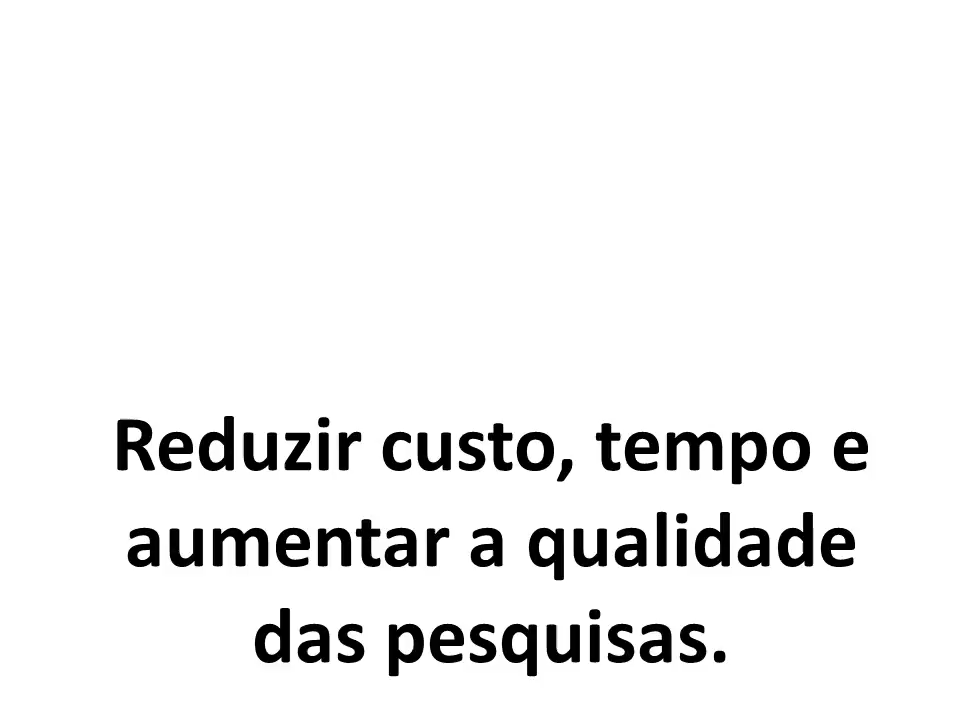 Reduzir custo, tempo e
aumentar a qualidade
das pesquisas.